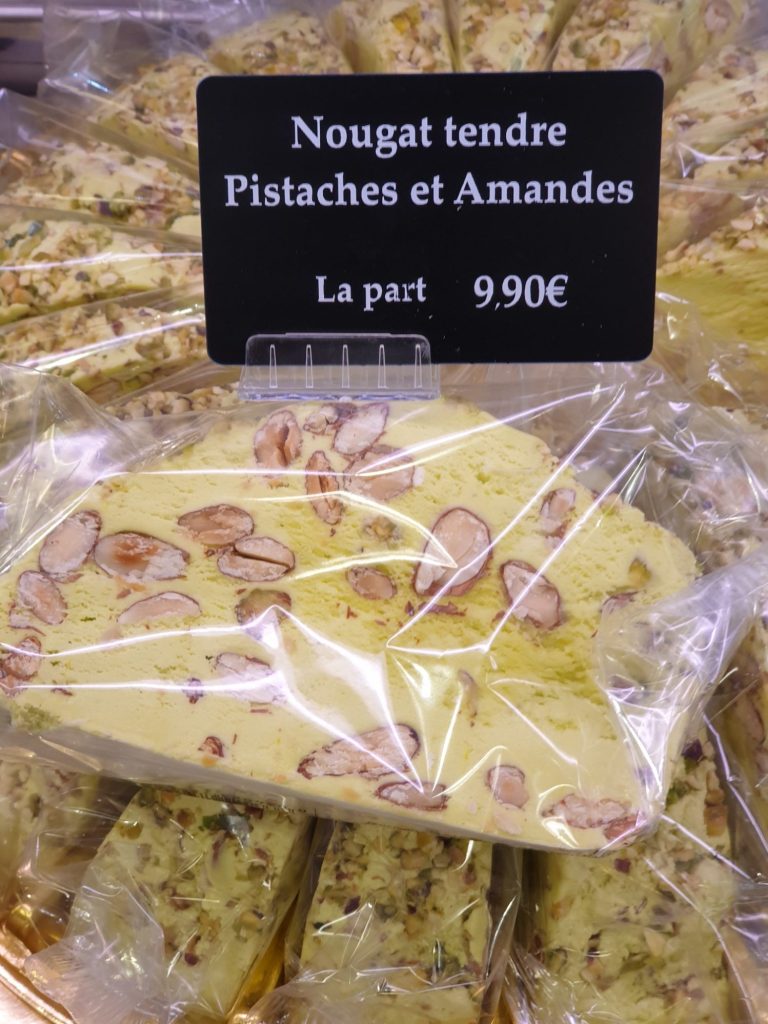 Nougat tendre
Pistaches et Amandes
La part 9,90€